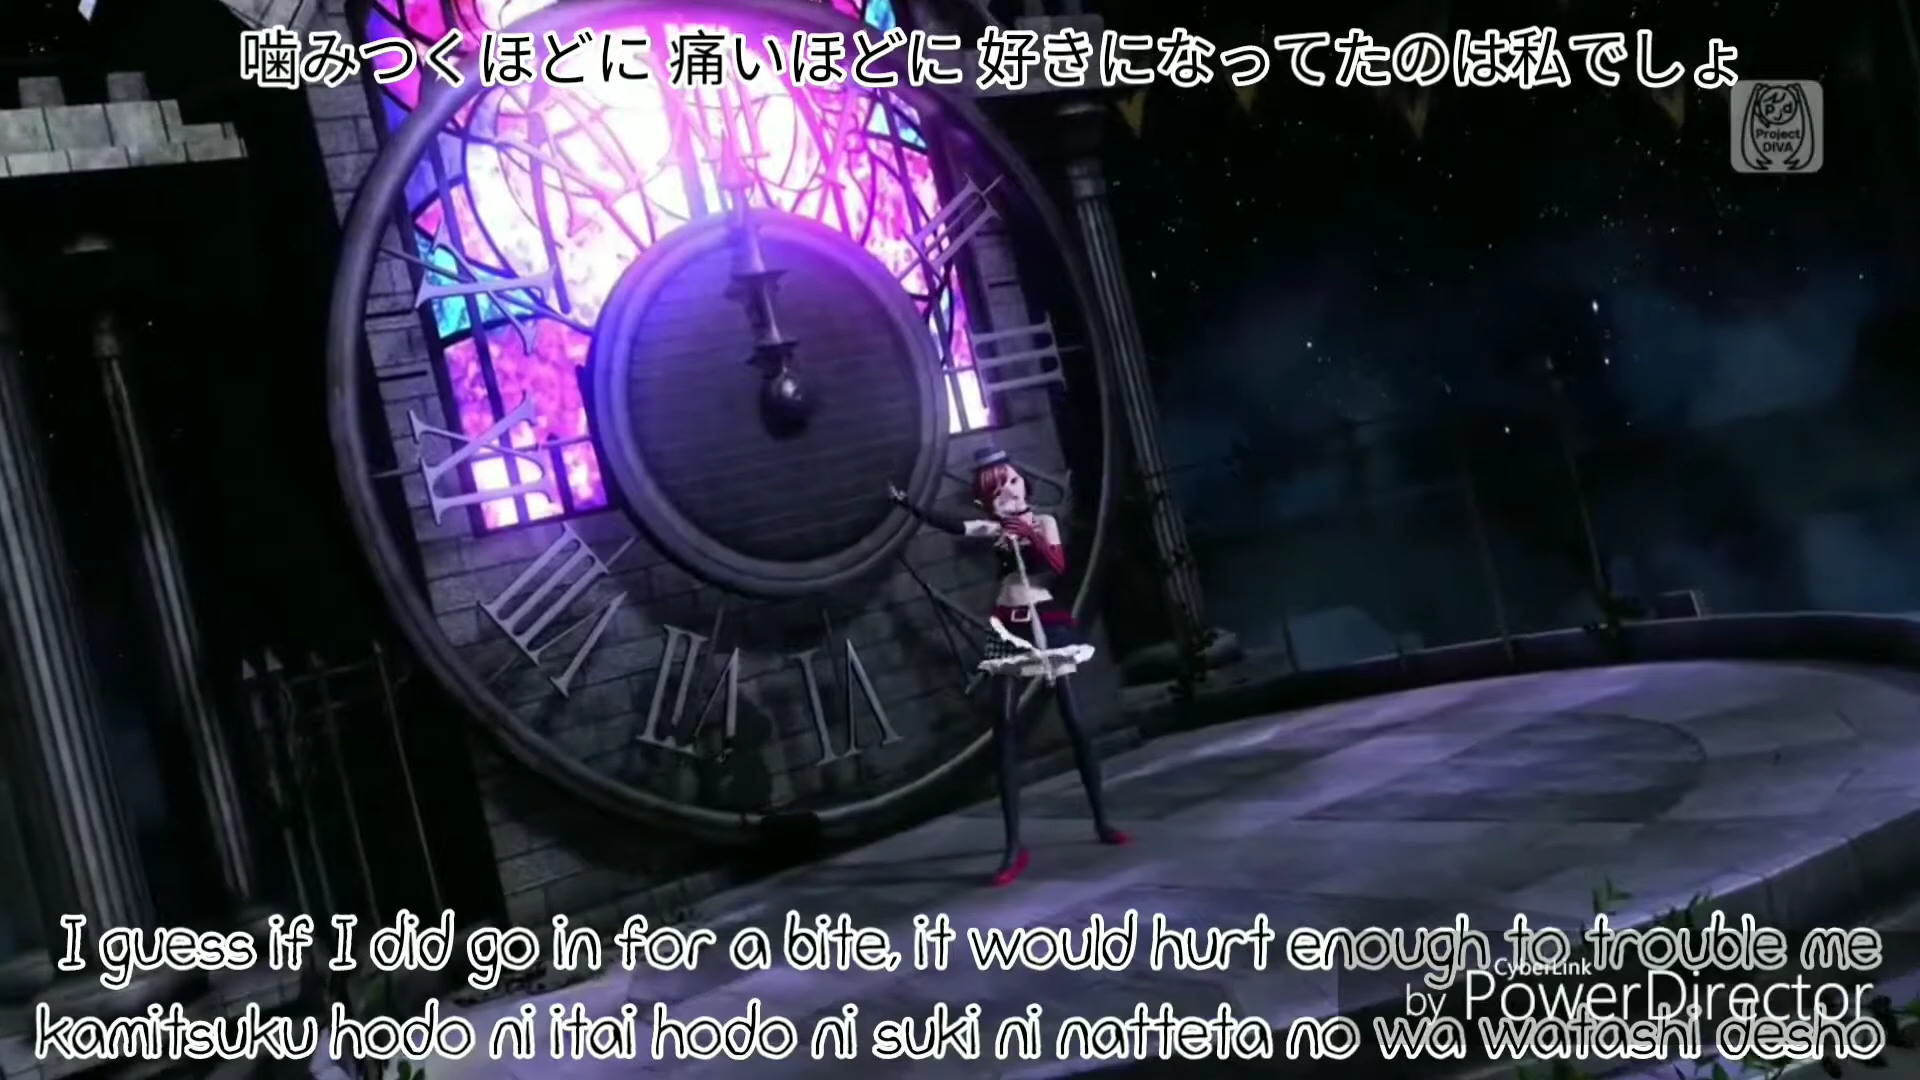 噛みつくほどに 痛いほどに 好きになってたのは私でしょ
Project
DIVA
I guess if I did go in for a bite, it would hurt enough to trouble me
CyberLink
by PowerDirector
kamitsuku hodo ni itai hodo ni suki ni natteta no wa watashi desho